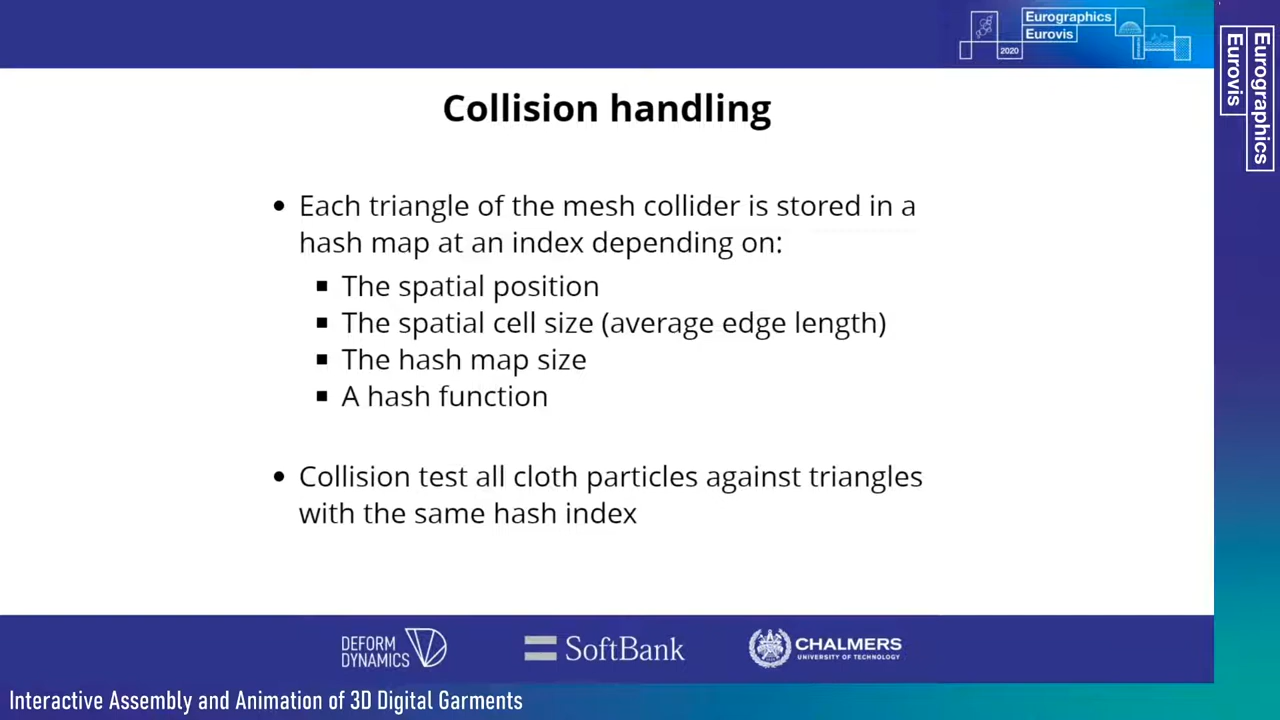 Eurographics
Eurovis
2020
Eurographics
Eurovis
Collision handling
• Each triangle of the mesh collider is stored in a
hash map at an index depending on:
▪ The spatial position
▪ The spatial cell size (average edge length)
▪ The hash map size
▪ A hash function
• Collision test all cloth particles against triangles
with the same hash index
DEFORM
DYNAMICS
SoftBank
CHALMERS
UNIVERSITY OF TECHNOLOGY
Interactive Assembly and Animation of 3D Digital Garments